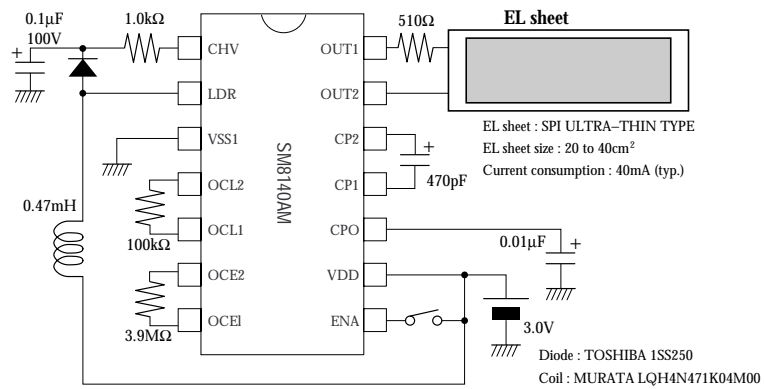 0.1μF
100V
+
1.0kΩ
CHV
LDR
VSS1
OCL2
OCL1
OCE2
OCEl
0.47mH
100kΩ
3.9MΩ
SM8140AM
OUT1
OUT2
CP2
CP1
CPO
VDD
ENA
510Ω
EL sheet
EL sheet : SPI ULTRA–THIN TYPE
EL sheet size : 20 to 40cm²
Current consumption : 40mA (typ.)
+
470pF
0.01μF
+
3.0V
Diode : TOSHIBA 1SS250
Coil : MURATA LQH4N471K04M00